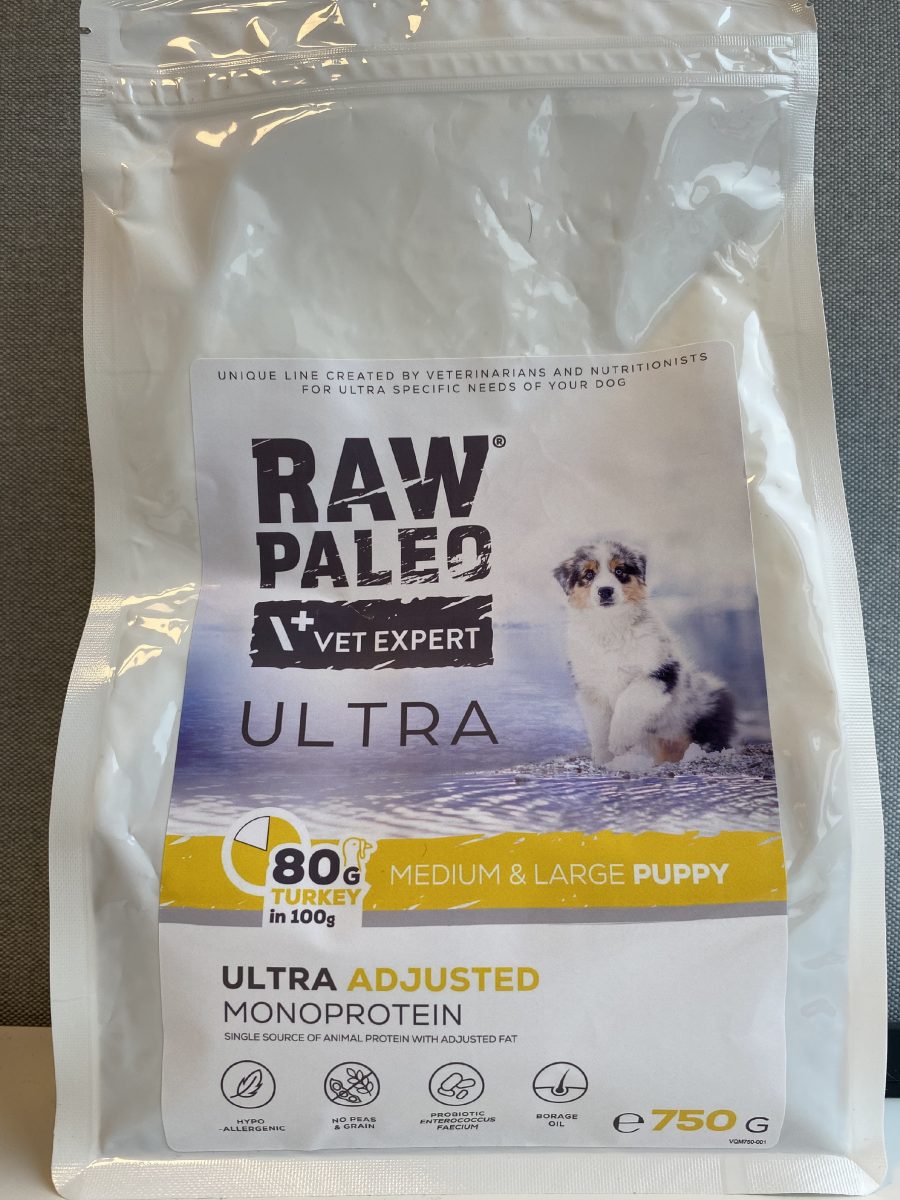 UNIQUE LINE CREATED BY VETERINARIANS AND NUTRITIONISTS
FOR ULTRA SPECIFIC NEEDS OF YOUR DOG
RAW®
PALEO
V+ VET EXPERT
ULTRA
80G
TURKEY
in 100g
MEDIUM & LARGE PUPPY
ULTRA ADJUSTED
MONOPROTEIN
SINGLE SOURCE OF ANIMAL PROTEIN WITH ADJUSTED FAT
HYPO
-ALLERGENIC
NO PEAS
& GRAIN
PROBIOTIC
ENTEROCOCCUS
FAECIUM
BORAGE
OIL
℮ 750 G
VQM750-001